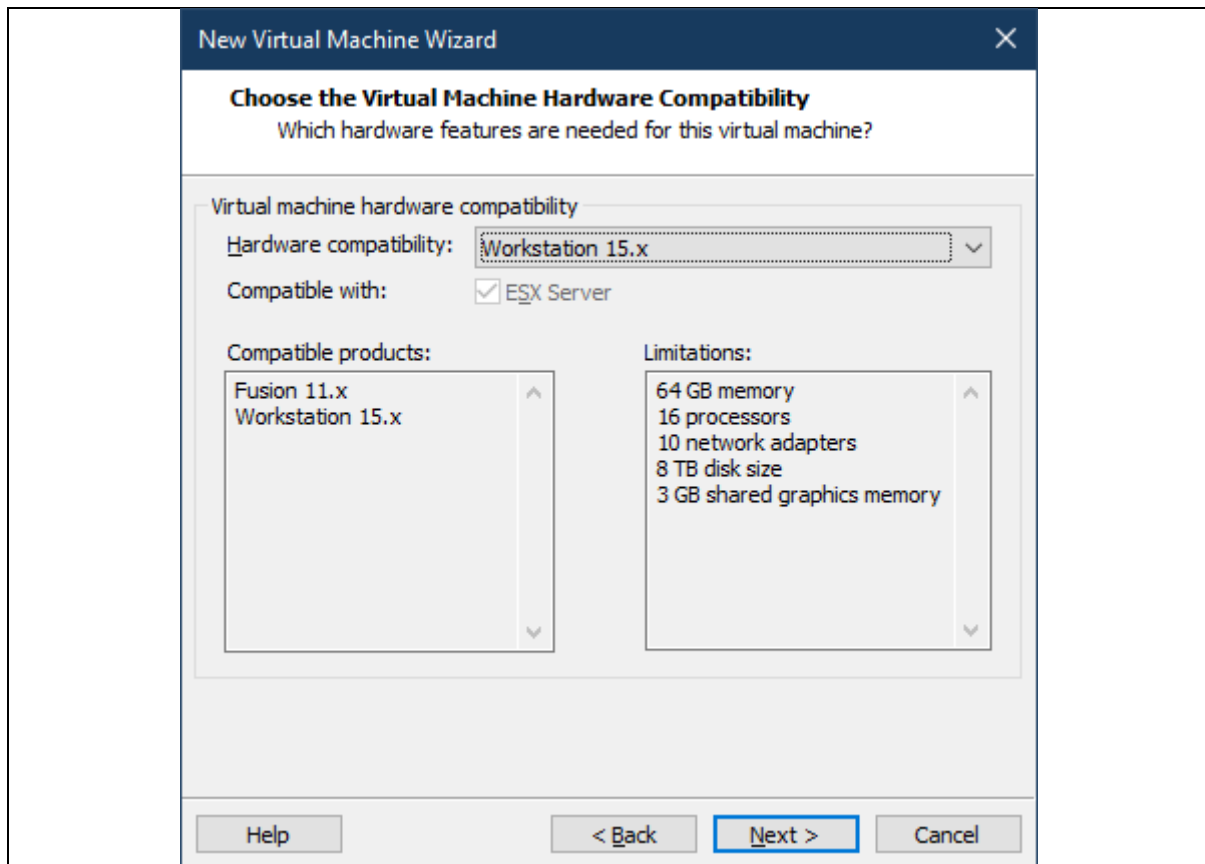 New Virtual Machine Wizard
Choose the Virtual Machine Hardware Compatibility
Which hardware features are needed for this virtual machine?
Virtual machine hardware compatibility
Hardware compatibility: Workstation 15.x
Compatible with: ESX Server
Compatible products:
Fusion 11.x
Workstation 15.x
Limitations:
64 GB memory
16 processors
10 network adapters
8 TB disk size
3 GB shared graphics memory
Help < Back Next > Cancel